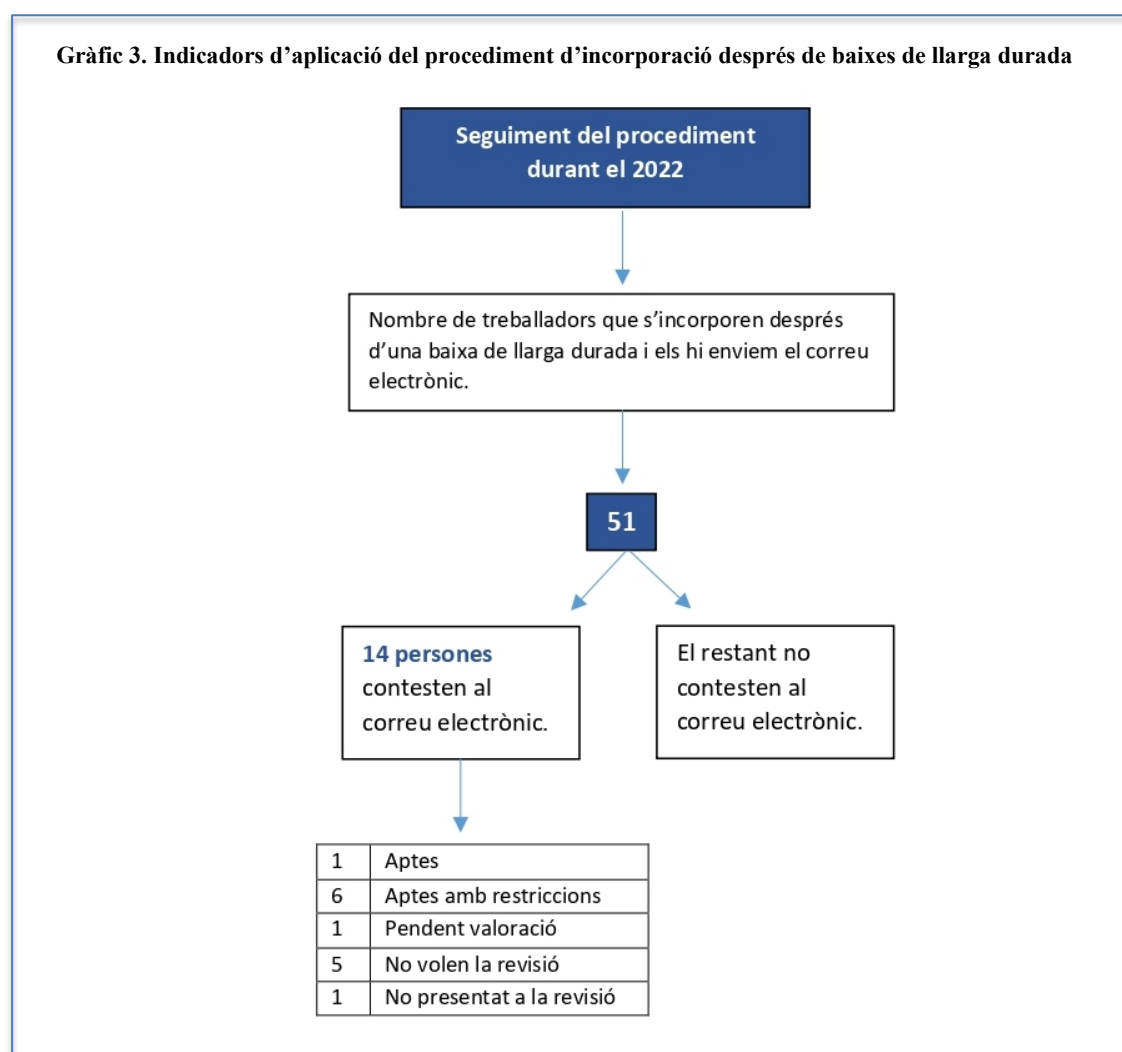 Gràfic 3. Indicadors d’aplicació del procediment d’incorporació després de baixes de llarga durada
Seguiment del procediment
durant el 2022
Nombre de treballadors que s’incorporen després
d’una baixa de llarga durada i els hi enviem el correu
electrònic.
51
14 persones
contesten al
correu electrònic.
El restant no
contesten al
correu electrònic.
1 Aptes
6 Aptes amb restriccions
1 Pendent valoració
5 No volen la revisió
1 No presentat a la revisió